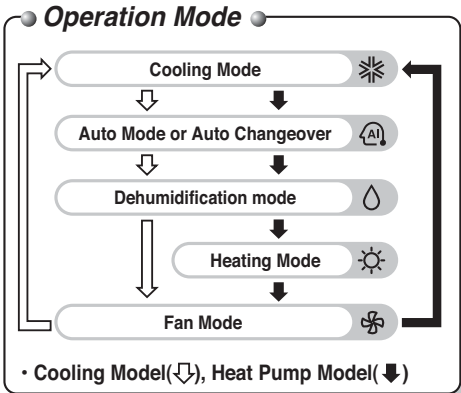 Operation Mode
Cooling Mode
Auto Mode or Auto Changeover
AI
Dehumidification mode
Heating Mode
Fan Mode
• Cooling Model(⇩), Heat Pump Model(⬇)